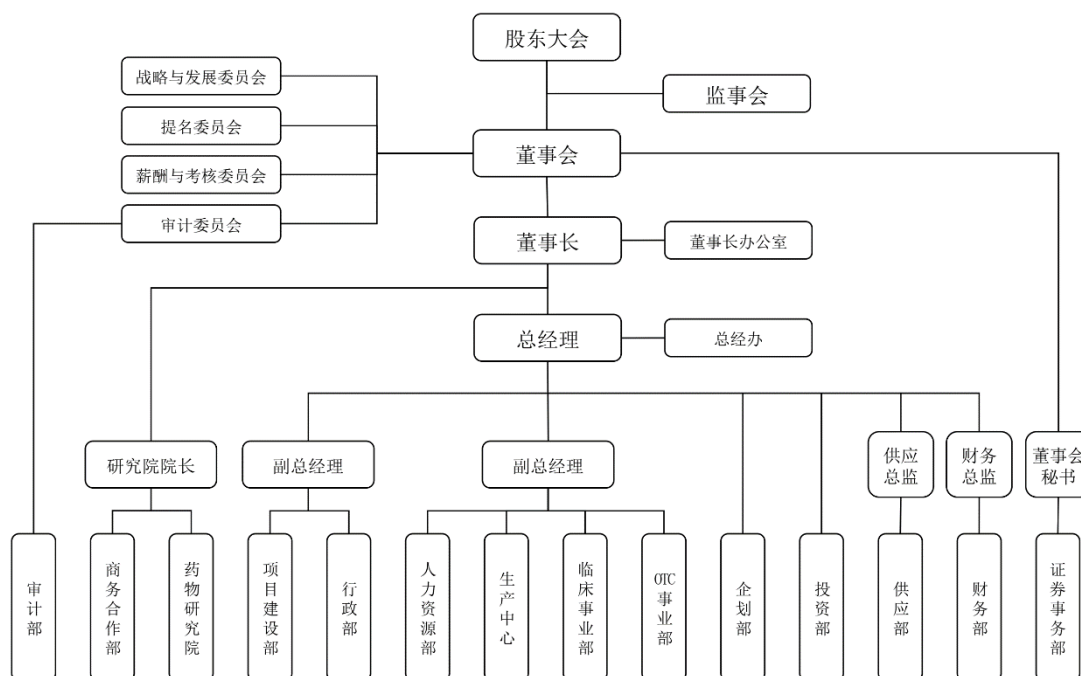 股东大会
战略与发展委员会
监事会
提名委员会
董事会
薪酬与考核委员会
审计委员会
董事长
董事长办公室
总经理
总经办
研究院院长
副总经理
副总经理
供应
总监
财务
总监
董事会
秘书
审计部
商务合作部
药物研究院
项目建设部
行政部
人力资源部
生产中心
临床事业部
OTC事业部
企划部
投资部
供应部
财务部
证券事务部